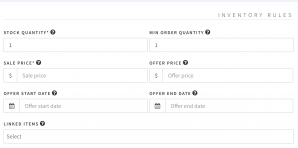 INVENTORY RULES
STOCK QUANTITY* ?
MIN ORDER QUANTITY ?
1
1
SALE PRICE* ?
OFFER PRICE ?
$ Sale price
$ Offer price
OFFER START DATE ?
OFFER END DATE ?
Offer start date
Offer end date
LINKED ITEMS ?
Select